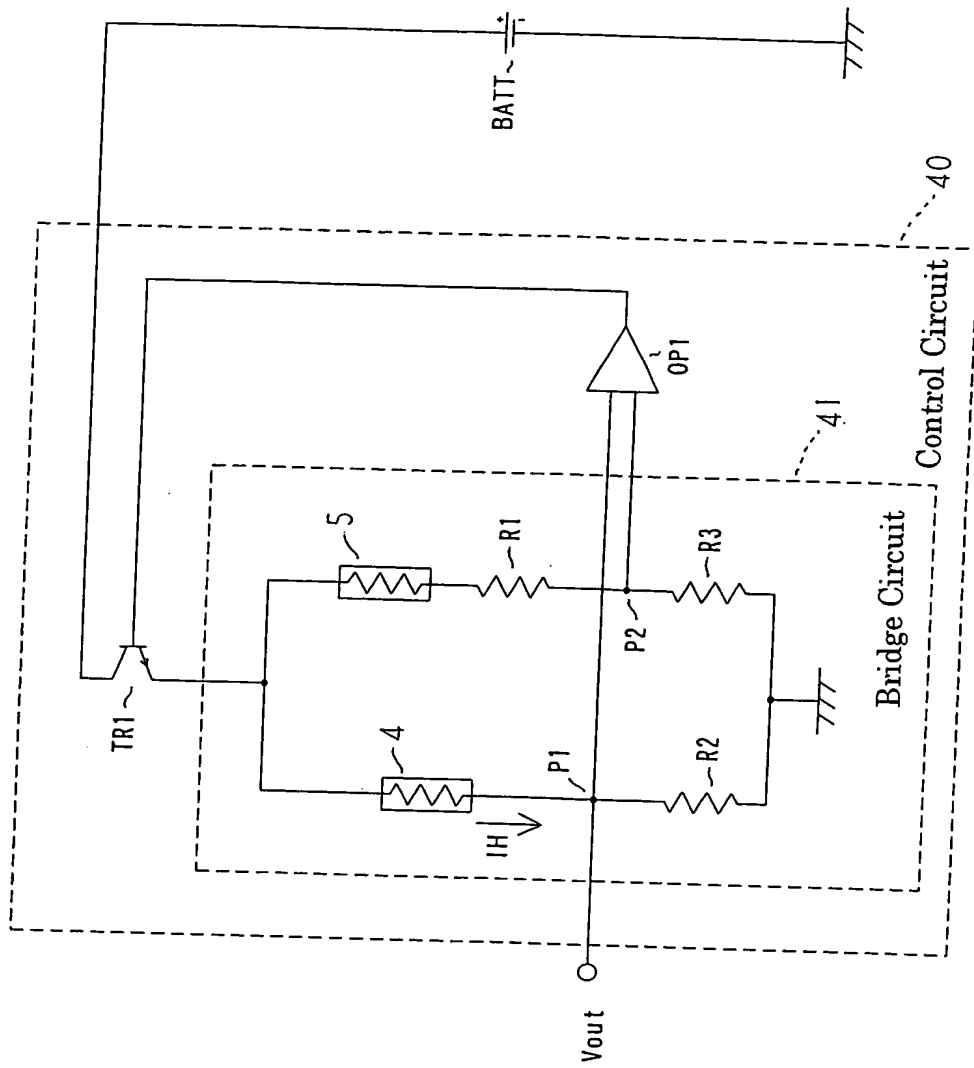 BATT
+
-
40
Control Circuit
TR1
OP1
41
Bridge Circuit
5
R1
4
P2
R3
P1
IH
R2
Vout